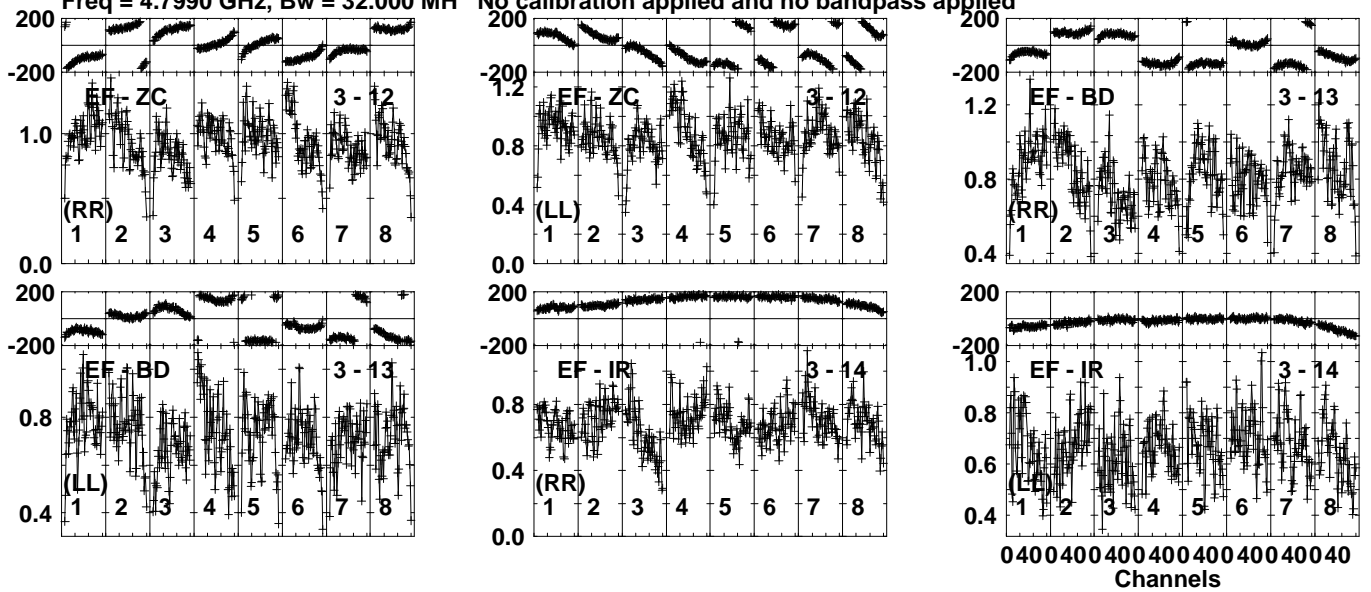 Freq = 4.7990 GHz, Bw = 32.000 MH No calibration applied and no bandpass applied
200
-200
EF - ZC 3 - 12
1.0
(RR)
1 2 3 4 5 6 7 8
0.0
200
-200
1.2
EF - ZC 3 - 12
0.8
0.4
(LL)
1 2 3 4 5 6 7 8
0.0
200
-200
EF - BD 3 - 13
1.2
0.8
(RR)
1 2 3 4 5 6 7 8
0.4
200
-200
EF - BD 3 - 13
0.8
(LL)
1 2 3 4 5 6 7 8
0.4
200
-200
EF - IR 3 - 14
0.8
0.4
(RR)
1 2 3 4 5 6 7 8
0.0
200
-200
1.0
EF - IR 3 - 14
0.8
0.6
(LL)
1 2 3 4 5 6 7 8
0.4
0 40 0 40 0 40 0 40 0 40 0 40 0 40 0 40
Channels